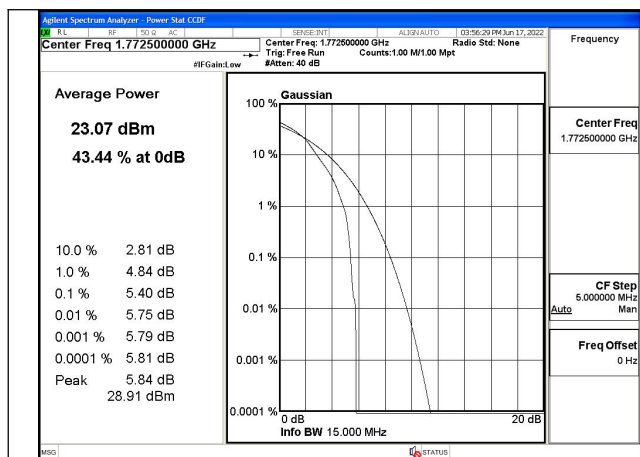 Agilent Spectrum Analyzer - Power Stat CCDF
RL RF 50 Ω AC SENSE:INT ALIGNAUTO 03:56:29 PM Jun 17, 2022
Center Freq 1.772500000 GHz
Center Freq: 1.772500000 GHz Radio Std: None
Trig: Free Run Counts:1.00 M/1.00 Mpt
#IFGain:Low #Atten: 40 dB
Frequency
Average Power
23.07 dBm
43.44 % at 0dB
10.0 % 2.81 dB
1.0 % 4.84 dB
0.1 % 5.40 dB
0.01 % 5.75 dB
0.001 % 5.79 dB
0.0001 % 5.81 dB
Peak 5.84 dB
28.91 dBm
Gaussian
100 %
10 %
1 %
0.1 %
0.01 %
0.001 %
0.0001 %
0 dB 20 dB
Info BW 15.000 MHz
Center Freq
1.772500000 GHz
CF Step
5.000000 MHz
Auto Man
Freq Offset
0 Hz
MSG STATUS